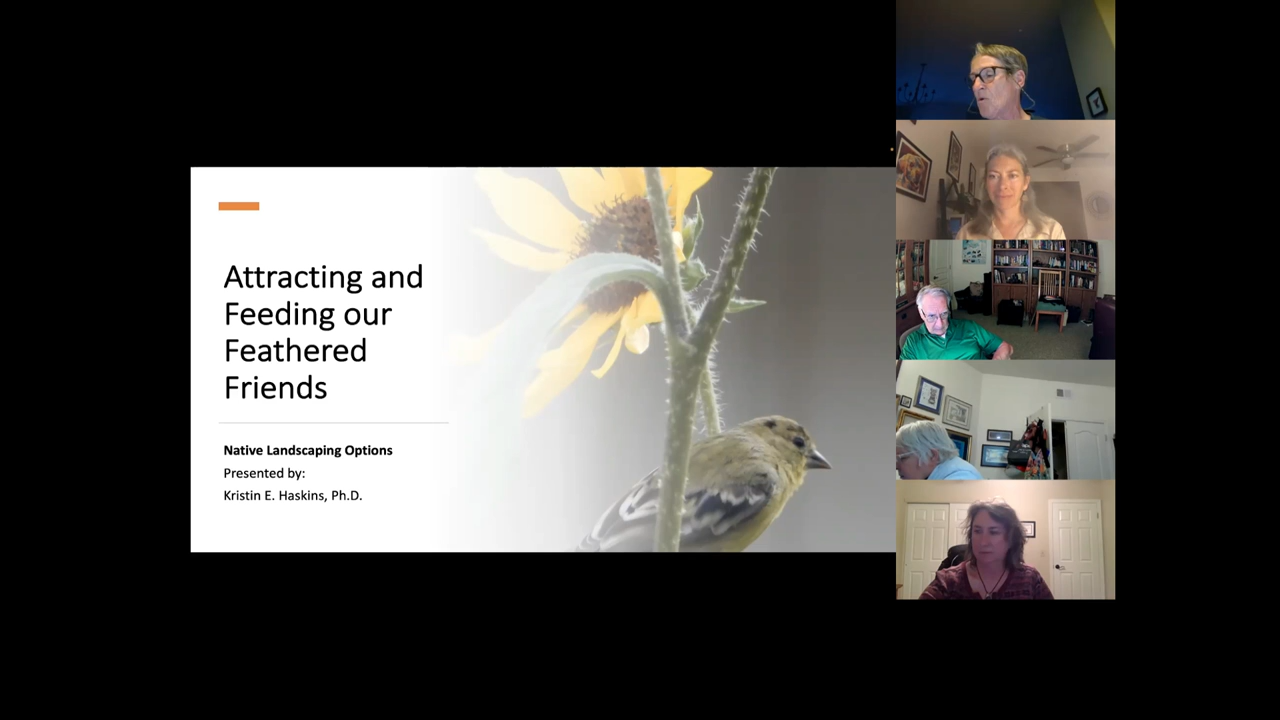 Attracting and
Feeding our
Feathered
Friends
Native Landscaping Options
Presented by:
Kristin E. Haskins, Ph.D.